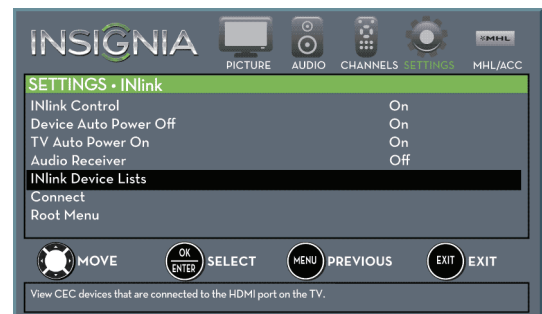 INSIGNIA
PICTURE AUDIO CHANNELS SETTINGS MHL/ACC
MHL
SETTINGS • INlink
INlink Control On
Device Auto Power Off On
TV Auto Power On On
Audio Receiver Off
INlink Device Lists
Connect
Root Menu
MOVE OK ENTER SELECT MENU PREVIOUS EXIT EXIT
View CEC devices that are connected to the HDMI port on the TV.